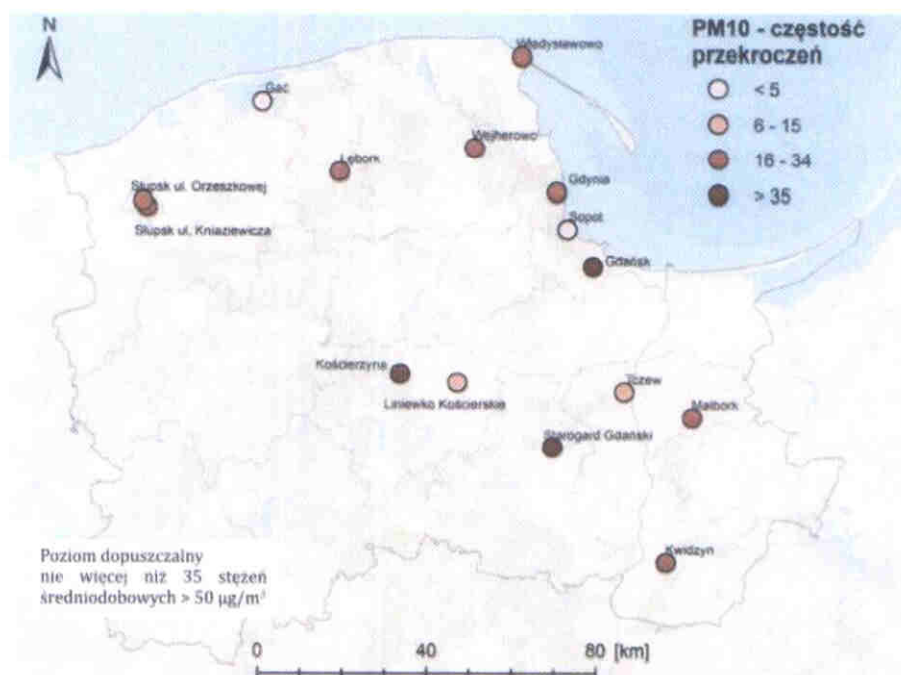 N
PM10 - częstość
przekroczeń
< 5
6 - 15
16 - 34
> 35
Władysławowo
Gać
Wejherowo
Lębork
Gdynia
Słupsk ul. Orzeszkowej
Sopot
Słupsk ul. Kniaziewicza
Gdańsk
Kościerzyna
Liniewko Kościerskie
Tczew
Malbork
Starogard Gdański
Kwidzyn
Poziom dopuszczalny
nie więcej niż 35 stężeń
średniodobowych > 50 µg/m³
0 40 80 [km]